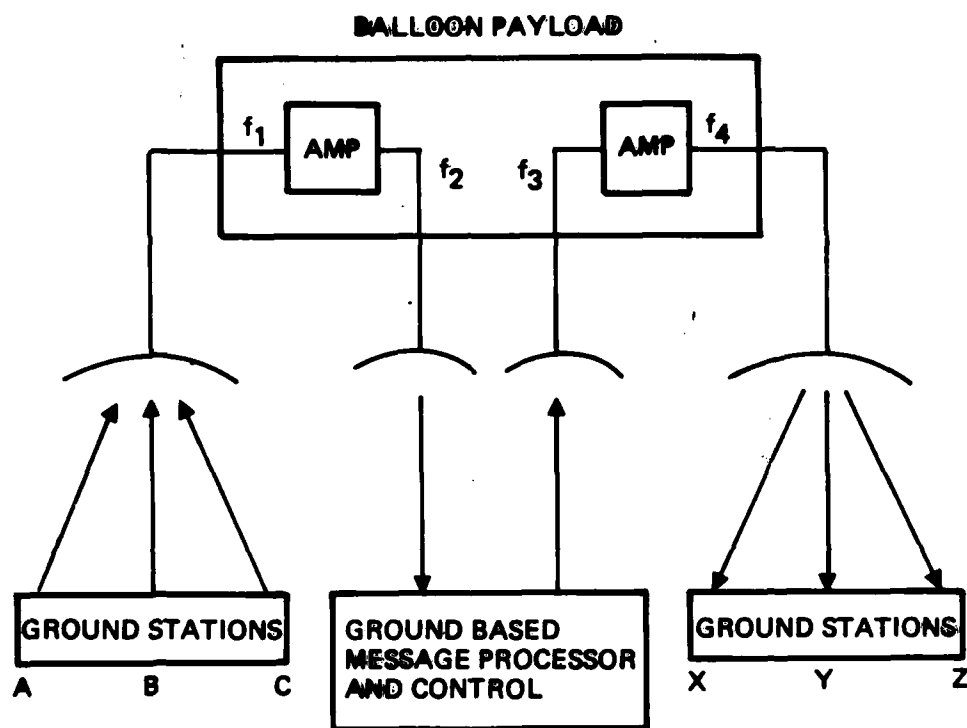 BALLOON PAYLOAD
f1
AMP
f2
f3
AMP
f4
GROUND STATIONS
A
B
C
GROUND BASED
MESSAGE PROCESSOR
AND CONTROL
GROUND STATIONS
X
Y
Z